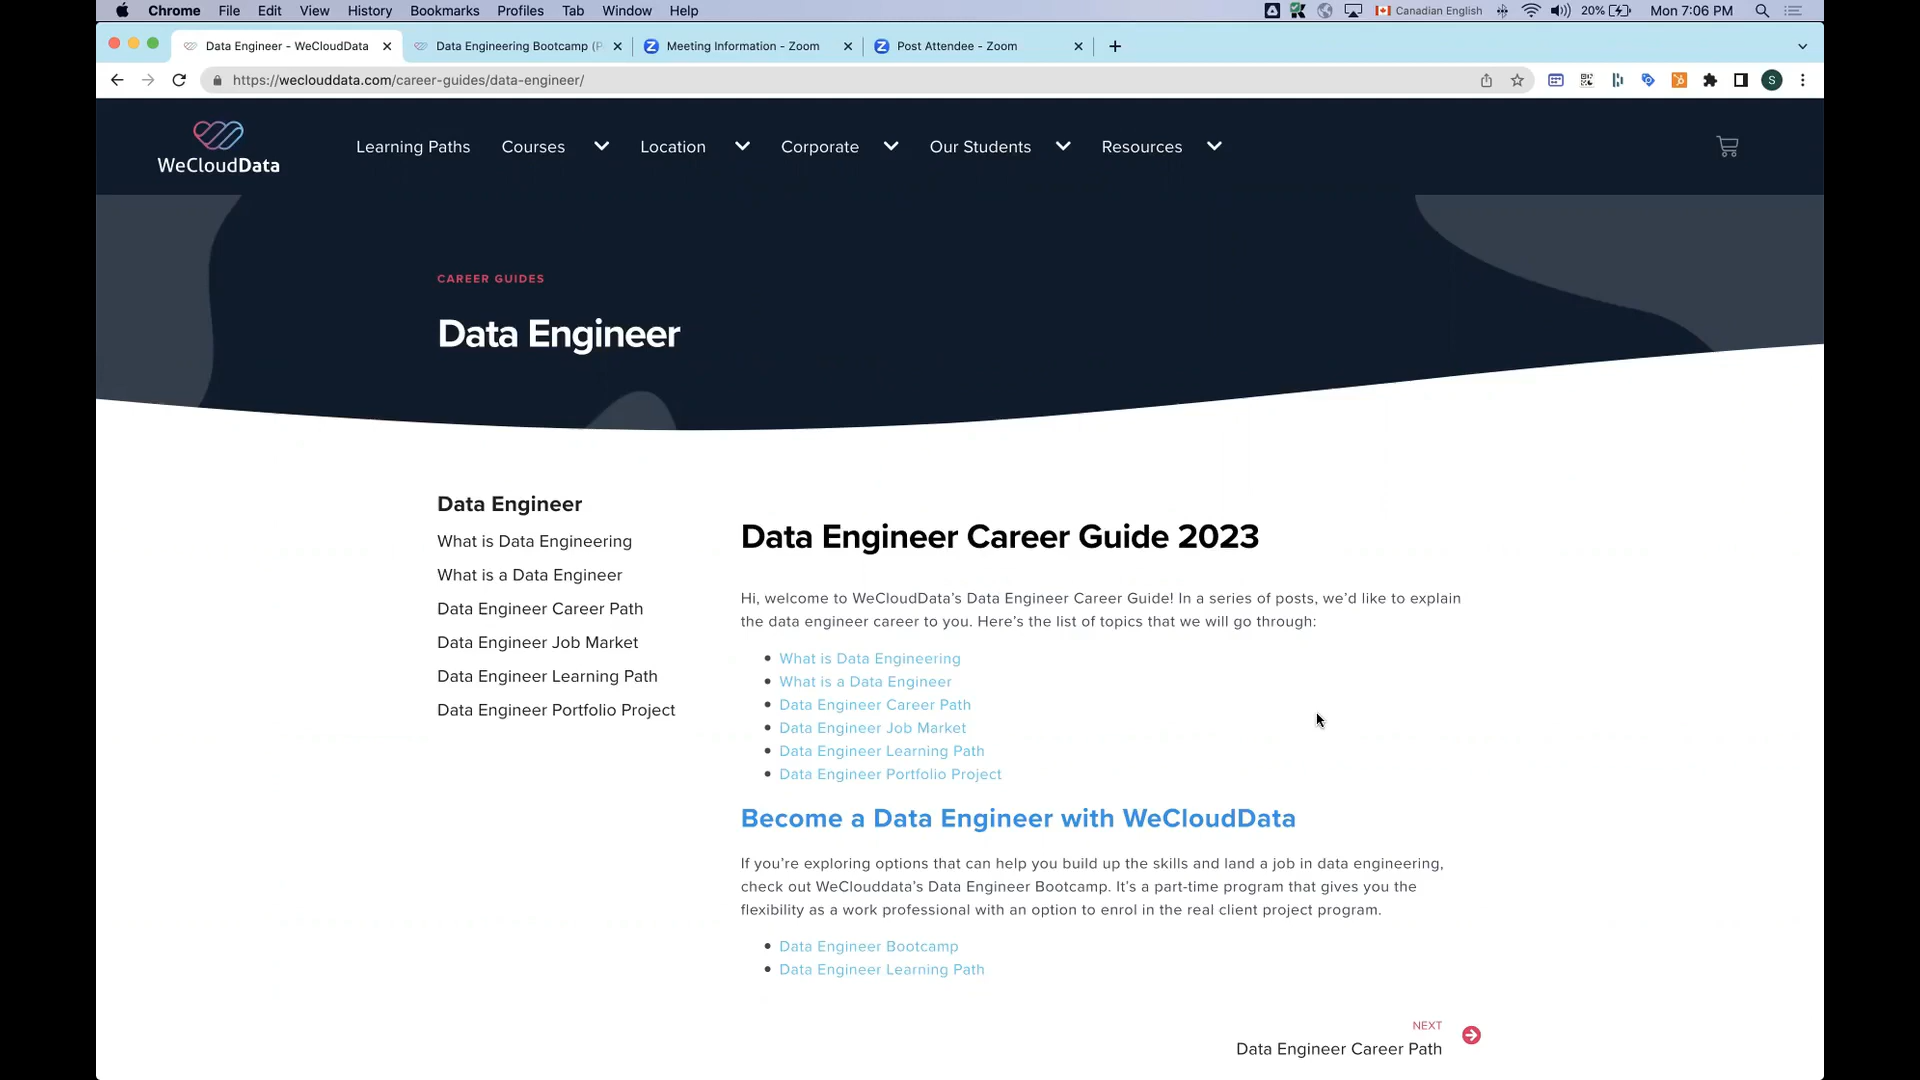 Chrome File Edit View History Bookmarks Profiles Tab Window Help Canadian English 20% Mon 7:06 PM
Data Engineer - WeCloudData Data Engineering Bootcamp (P Meeting Information - Zoom Post Attendee - Zoom
https://weclouddata.com/career-guides/data-engineer/ S
WeCloudData
Learning Paths Courses Location Corporate Our Students Resources
CAREER GUIDES
Data Engineer
Data Engineer
What is Data Engineering
What is a Data Engineer
Data Engineer Career Path
Data Engineer Job Market
Data Engineer Learning Path
Data Engineer Portfolio Project
Data Engineer Career Guide 2023
Hi, welcome to WeCloudData’s Data Engineer Career Guide! In a series of posts, we’d like to explain
the data engineer career to you. Here’s the list of topics that we will go through:
• What is Data Engineering
• What is a Data Engineer
• Data Engineer Career Path
• Data Engineer Job Market
• Data Engineer Learning Path
• Data Engineer Portfolio Project
Become a Data Engineer with WeCloudData
If you’re exploring options that can help you build up the skills and land a job in data engineering,
check out WeClouddata’s Data Engineer Bootcamp. It’s a part-time program that gives you the
flexibility as a work professional with an option to enrol in the real client project program.
• Data Engineer Bootcamp
• Data Engineer Learning Path
NEXT
Data Engineer Career Path